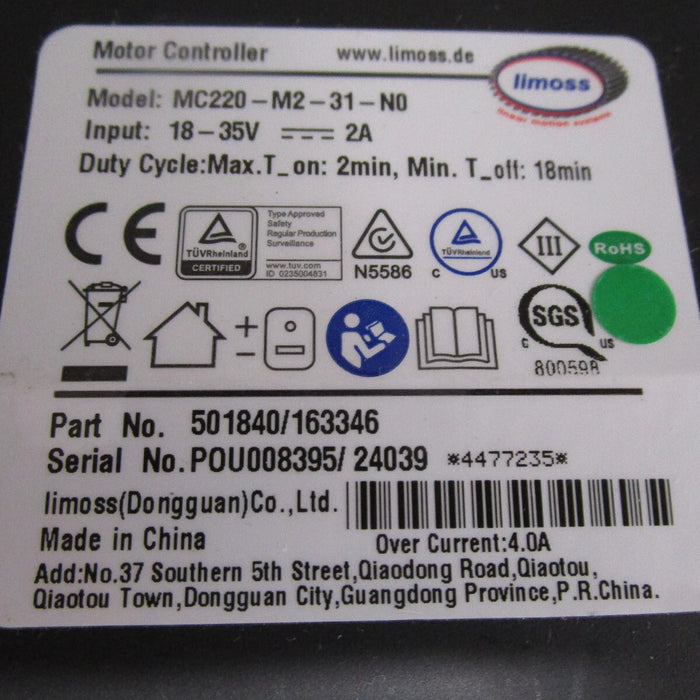 Motor Controller www.limoss.de
limoss
linear motion systems
Model: MC220-M2-31-N0
Input: 18-35V 2A
Duty Cycle:Max.T_on: 2min, Min. T_off: 18min
CE
TÜVRheinland
CERTIFIED
Type Approved
Safety
Regular Production
Surveillance
www.tuv.com
ID 0235004831
N5586
TÜVRheinland
C US
III
RoHS
SGS
C US
800598
Part No. 501840/163346
Serial No.POU008395/ 24039 *4477235*
limoss(Dongguan)Co.,Ltd.
Made in China
Over Current:4.0A
Add:No.37 Southern 5th Street,Qiaodong Road,Qiaotou,
Qiaotou Town,Dongguan City,Guangdong Province,P.R.China.